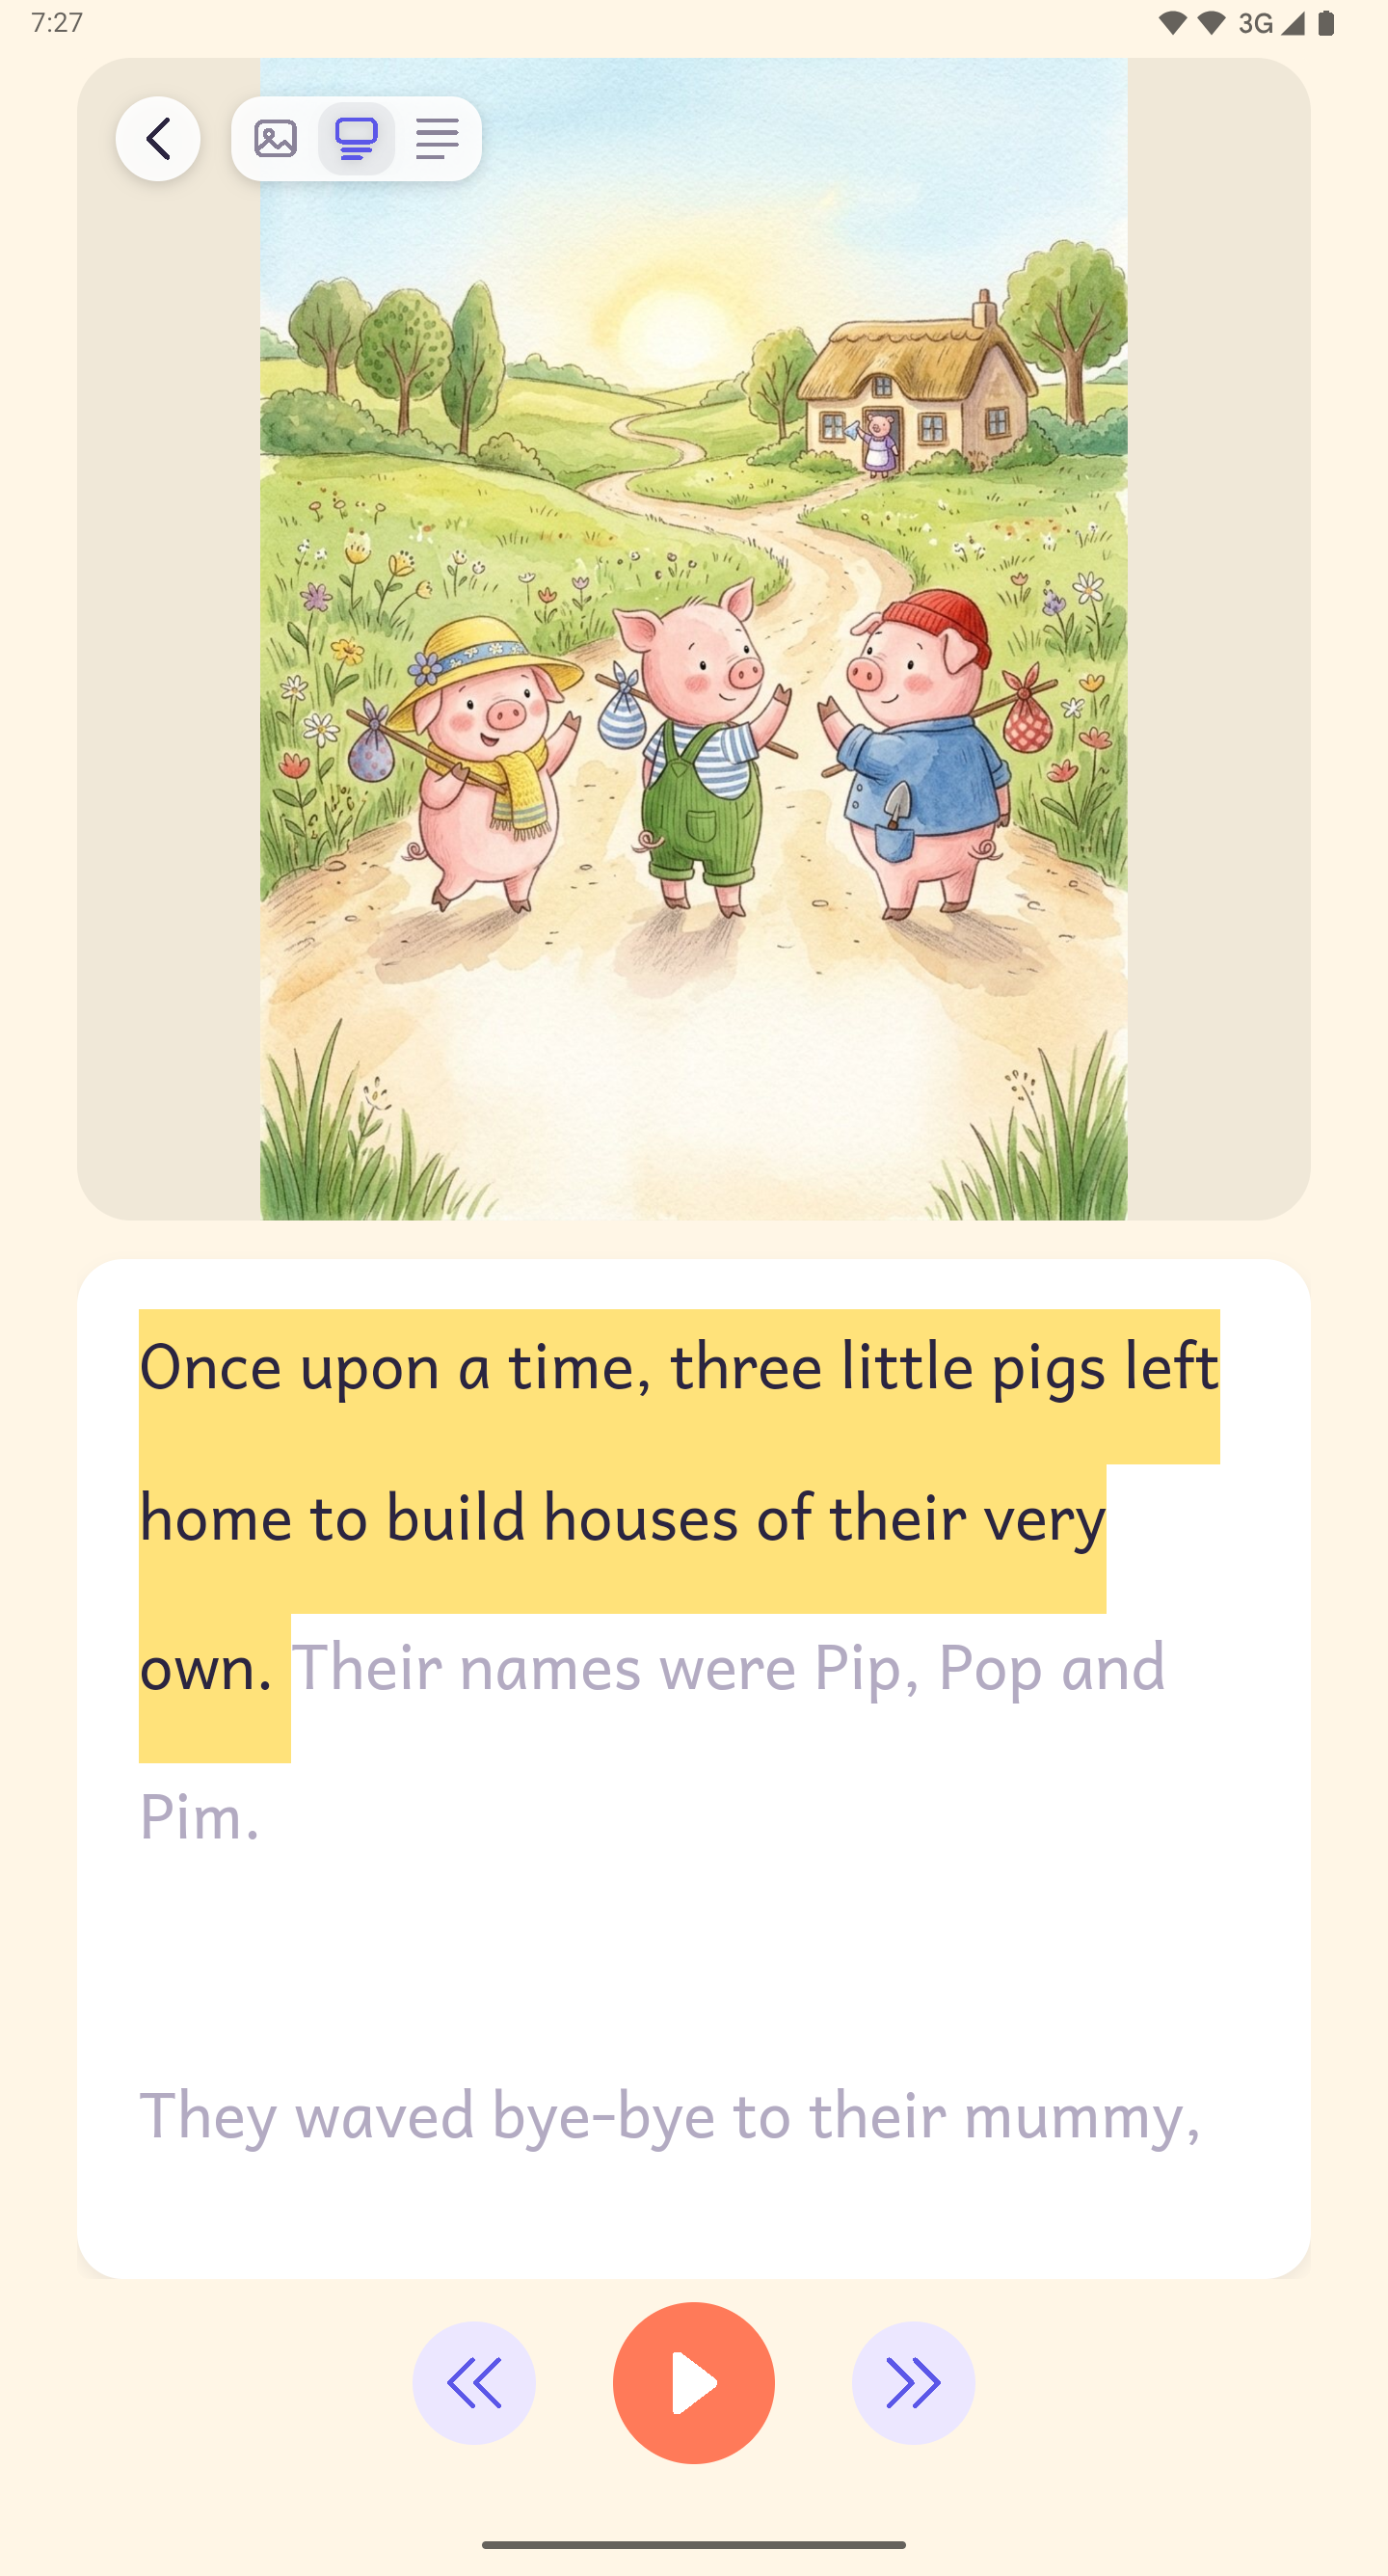 7:27
3G
Once upon a time, three little pigs left
home to build houses of their very
own. Their names were Pip, Pop and
Pim.
They waved bye-bye to their mummy,